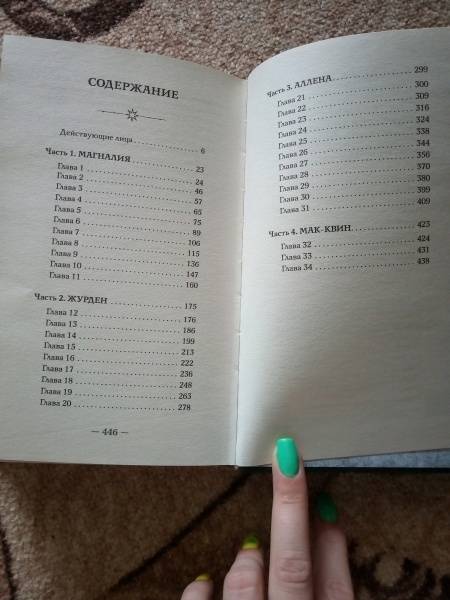 СОДЕРЖАНИЕ
Действующие лица 6
Часть 1. МАГНАЛИЯ 23
Глава 1 24
Глава 2 46
Глава 3 57
Глава 4 65
Глава 5 75
Глава 6 89
Глава 7 106
Глава 8 115
Глава 9 136
Глава 10 147
Глава 11 160
Часть 2. ЖУРДЕН 175
Глава 12 176
Глава 13 186
Глава 14 199
Глава 15 213
Глава 16 222
Глава 17 236
Глава 18 248
Глава 19 263
Глава 20 278
— 446 —
Часть 3. АЛЛЕНА 299
Глава 21 300
Глава 22 309
Глава 23 316
Глава 24 324
Глава 25 338
Глава 26 344
Глава 27 356
Глава 28 370
Глава 29 380
Глава 30 399
Глава 31 409
Часть 4. МАК-КВИН 423
Глава 32 424
Глава 33 431
Глава 34 438